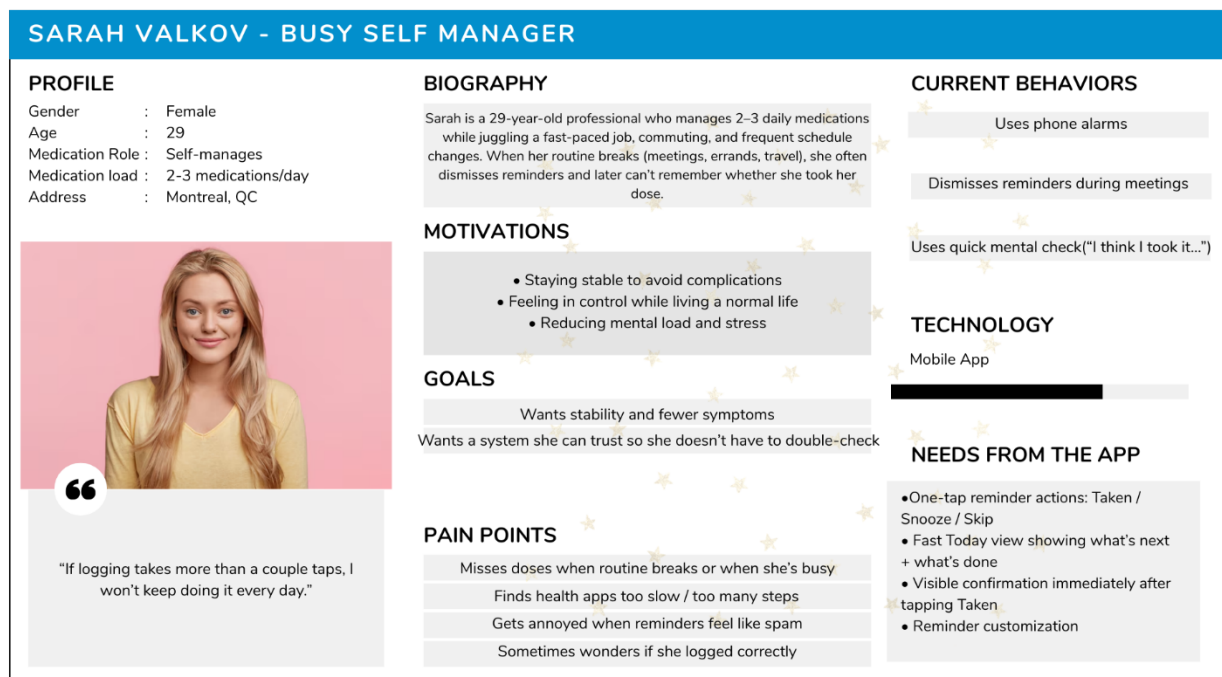 SARAH VALKOV - BUSY SELF MANAGER
PROFILE
Gender : Female
Age : 29
Medication Role : Self-manages
Medication load : 2-3 medications/day
Address : Montreal, QC
“If logging takes more than a couple taps, I
won’t keep doing it every day.”
BIOGRAPHY
Sarah is a 29-year-old professional who manages 2–3 daily medications
while juggling a fast-paced job, commuting, and frequent schedule
changes. When her routine breaks (meetings, errands, travel), she often
dismisses reminders and later can’t remember whether she took her
dose.
MOTIVATIONS
• Staying stable to avoid complications
• Feeling in control while living a normal life
• Reducing mental load and stress
GOALS
Wants stability and fewer symptoms
Wants a system she can trust so she doesn’t have to double-check
PAIN POINTS
Misses doses when routine breaks or when she’s busy
Finds health apps too slow / too many steps
Gets annoyed when reminders feel like spam
Sometimes wonders if she logged correctly
CURRENT BEHAVIORS
Uses phone alarms
Dismisses reminders during meetings
Uses quick mental check(“I think I took it...”)
TECHNOLOGY
Mobile App
NEEDS FROM THE APP
•One-tap reminder actions: Taken /
Snooze / Skip
• Fast Today view showing what’s next
+ what’s done
• Visible confirmation immediately after
tapping Taken
• Reminder customization